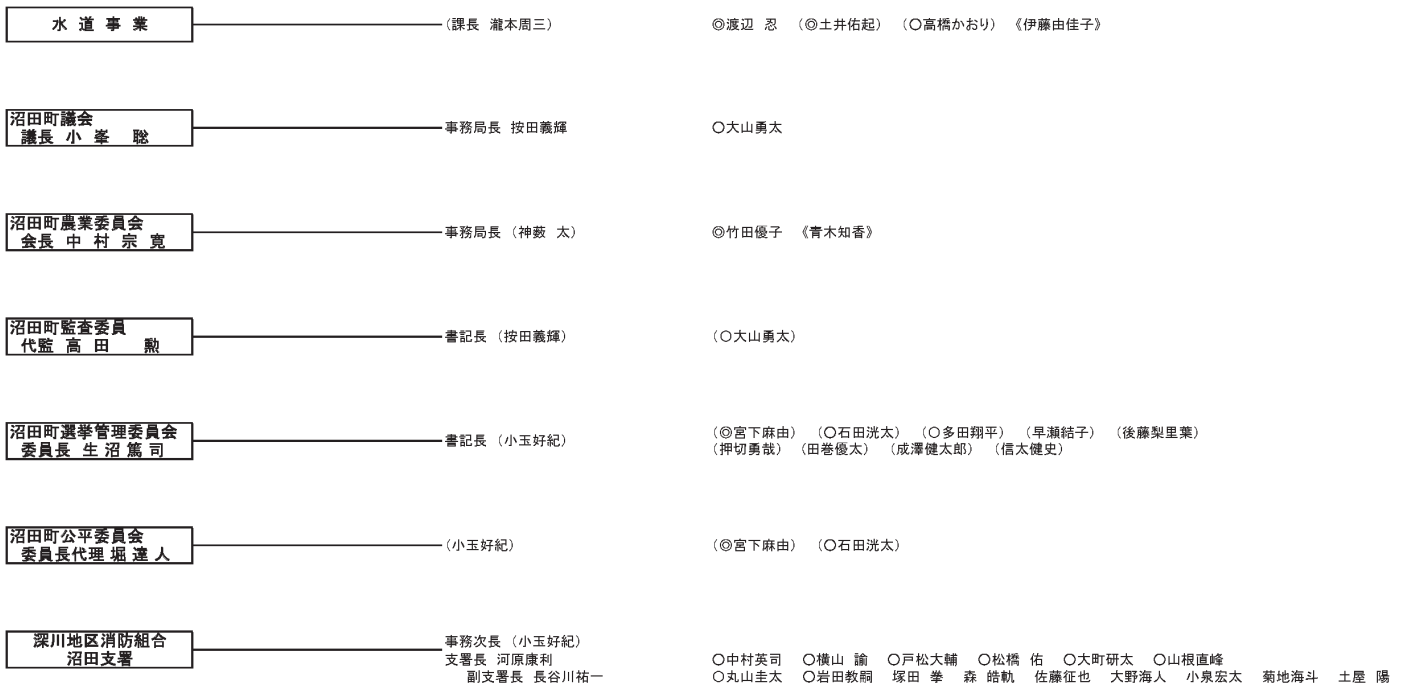 水 道 事 業 (課長 瀧本周三) ◎渡辺 忍 (◎土井佑起) (〇高橋かおり) 《伊藤由佳子》
沼田町議会
議長 小 峯 聡 事務局長 按田義輝 〇大山勇太
沼田町農業委員会
会長 中 村 宗 寛 事務局長 (神薮 太) ◎竹田優子 《青木知香》
沼田町監査委員
代監 高 田 勲 書記長 (按田義輝) (〇大山勇太)
沼田町選挙管理委員会 (◎宮下麻由) (〇石田洸太) (〇多田翔平) (早瀬結子) (後藤梨里葉)
委員長 生 沼 篤 司 書記長 (小玉好紀) (押切勇哉) (田巻優太) (成澤健太郎) (信太健史)
沼田町公平委員会
委員長代理 堀 達 人 (小玉好紀) (◎宮下麻由) (〇石田洸太)
深川地区消防組合 事務次長 (小玉好紀)
沼田支署 支署長 河原康利 〇中村英司 〇横山 諭 〇戸松大輔 〇松橋 佑 〇大町研太 〇山根直峰
副支署長 長谷川祐一 〇丸山圭太 〇岩田教嗣 塚田 拳 森 皓軌 佐藤征也 大野海人 小泉宏太 菊地海斗 土屋 陽